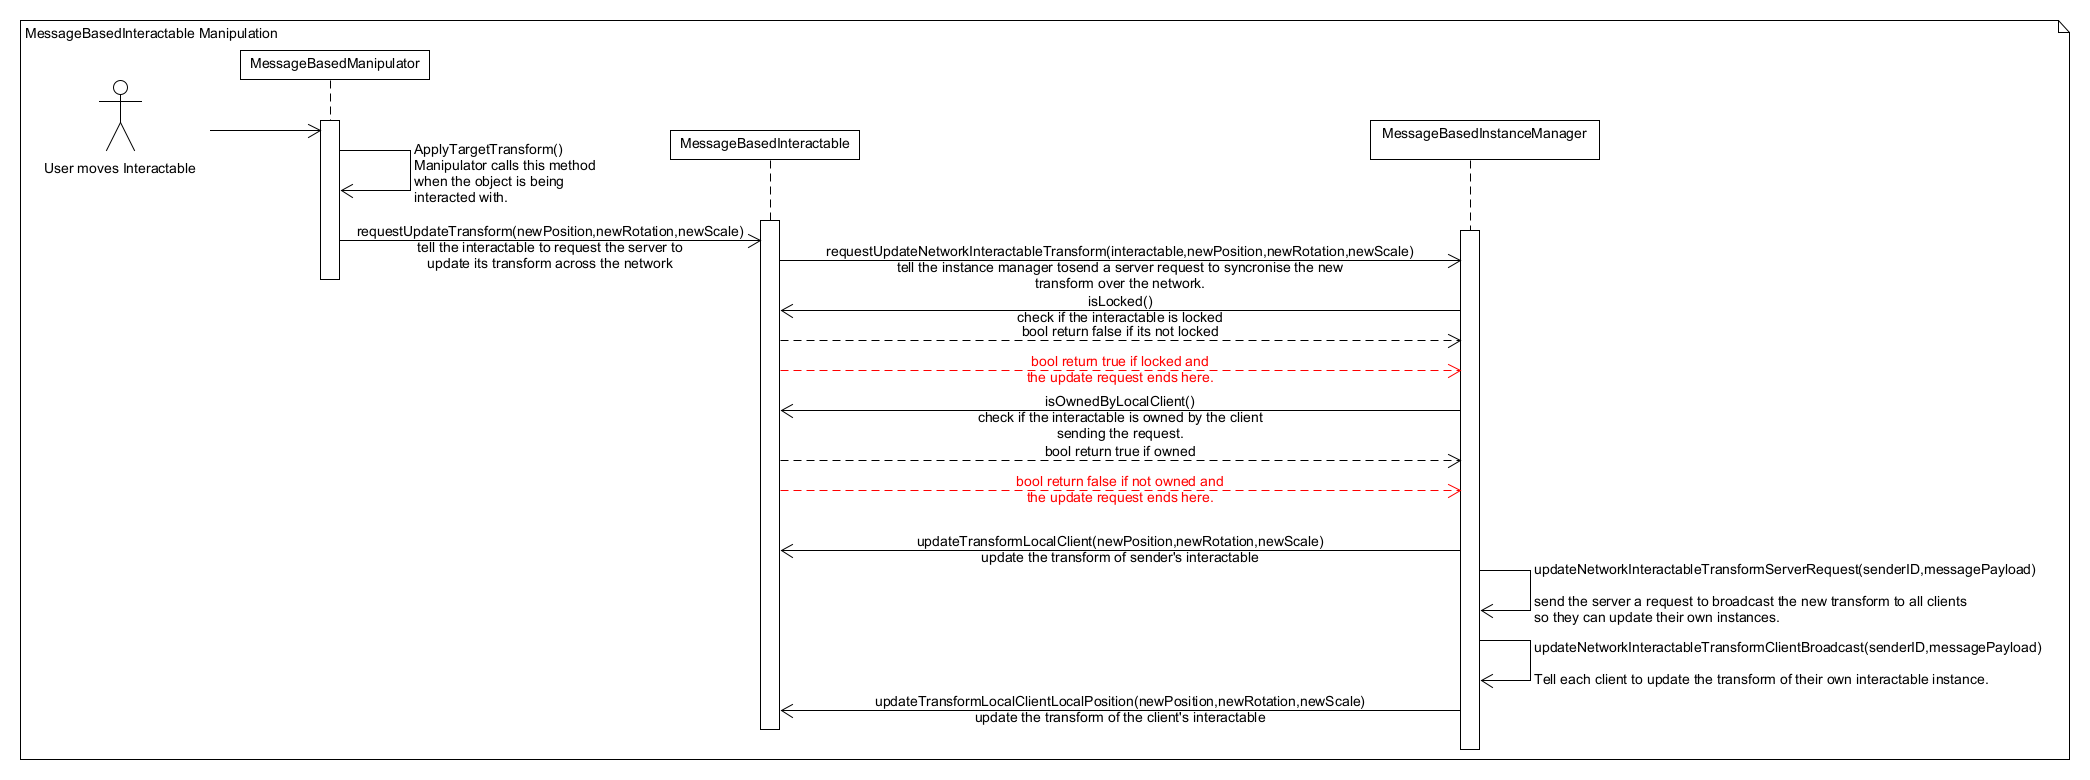 MessageBasedInteractable Manipulation
MessageBasedManipulator
User moves Interactable
ApplyTargetTransform()
Manipulator calls this method
when the object is being
interacted with.
MessageBasedInteractable
MessageBasedInstanceManager
requestUpdateTransform(newPosition,newRotation,newScale)
tell the interactable to request the server to
update its transform across the network
requestUpdateNetworkInteractableTransform(interactable,newPosition,newRotation,newScale)
tell the instance manager tosend a server request to syncronise the new
transform over the network.
isLocked()
check if the interactable is locked
bool return false if its not locked
bool return true if locked and
the update request ends here.
isOwnedByLocalClient()
check if the interactable is owned by the client
sending the request.
bool return true if owned
bool return false if not owned and
the update request ends here.
updateTransformLocalClient(newPosition,newRotation,newScale)
update the transform of sender's interactable
updateNetworkInteractableTransformServerRequest(senderID,messagePayload)
send the server a request to broadcast the new transform to all clients
so they can update their own instances.
updateNetworkInteractableTransformClientBroadcast(senderID,messagePayload)
Tell each client to update the transform of their own interactable instance.
updateTransformLocalClientLocalPosition(newPosition,newRotation,newScale)
update the transform of the client's interactable